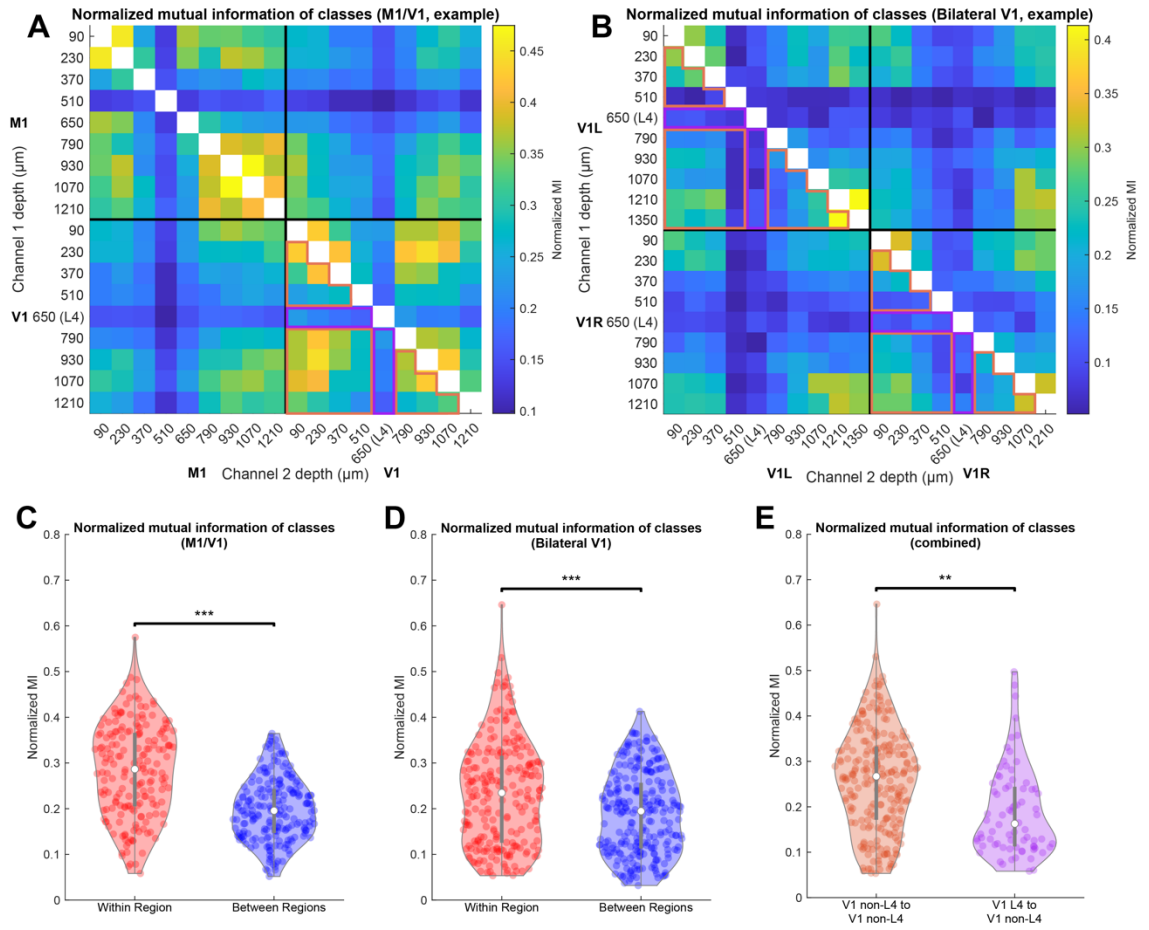 A
Normalized mutual information of classes (M1/V1, example)
90
230
370
510
650
790
930
1070
1210
90
230
370
510
V1 650 (L4)
790
930
1070
1210
M1
Channel 1 depth (µm)
90 230 370 510 650 790 930 1070 1210 90 230 370 510 650 (L4) 790 930 1070 1210
M1 Channel 2 depth (µm) V1
0.45
0.4
0.35
0.3
0.25
0.2
0.15
0.1
Normalized MI
B
Normalized mutual information of classes (Bilateral V1, example)
90
230
370
510
650 (L4)
790
930
1070
1210
1350
90
230
370
510
V1R 650 (L4)
790
930
1070
1210
V1L
Channel 1 depth (µm)
90 230 370 510 650 (L4) 790 930 1070 1210 1350 90 230 370 510 650 (L4) 790 930 1070 1210
V1L Channel 2 depth (µm) V1R
0.4
0.35
0.3
0.25
0.2
0.15
0.1
Normalized MI
C
Normalized mutual information of classes
(M1/V1)
0.8
0.7
0.6
0.5
0.4
0.3
0.2
0.1
0
Normalized MI
***
Within Region Between Regions
D
Normalized mutual information of classes
(Bilateral V1)
0.8
0.7
0.6
0.5
0.4
0.3
0.2
0.1
0
Normalized MI
***
Within Region Between Regions
E
Normalized mutual information of classes
(combined)
0.8
0.7
0.6
0.5
0.4
0.3
0.2
0.1
0
Normalized MI
**
V1 non-L4 to
V1 non-L4
V1 L4 to
V1 non-L4